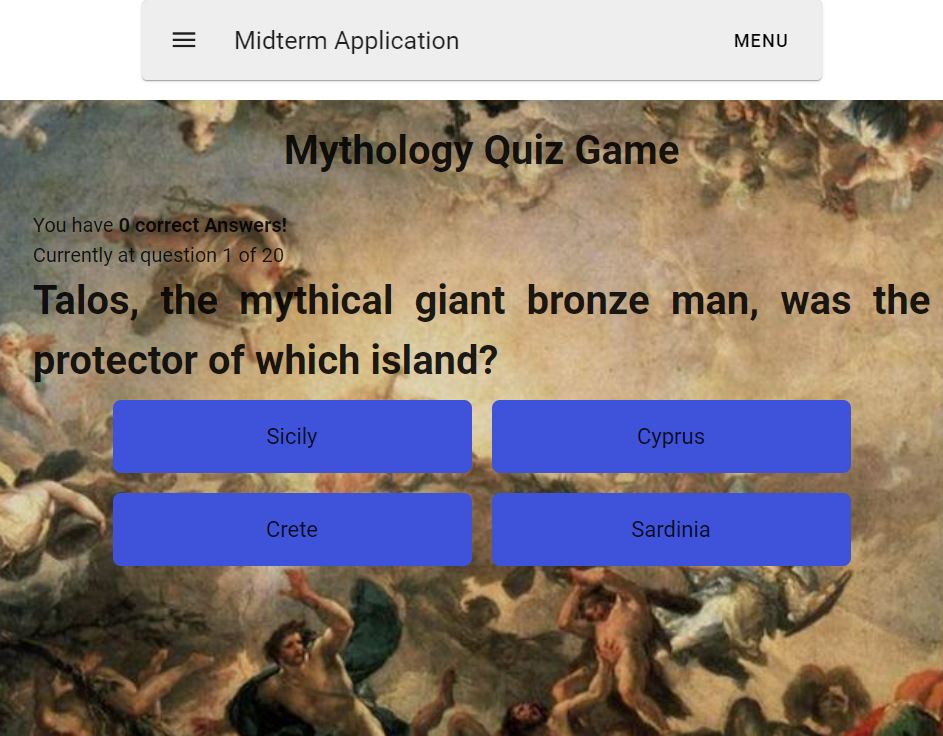 Midterm Application
MENU
Mythology Quiz Game
You have 0 correct Answers!
Currently at question 1 of 20
Talos, the mythical giant bronze man, was the
protector of which island?
Sicily
Cyprus
Crete
Sardinia